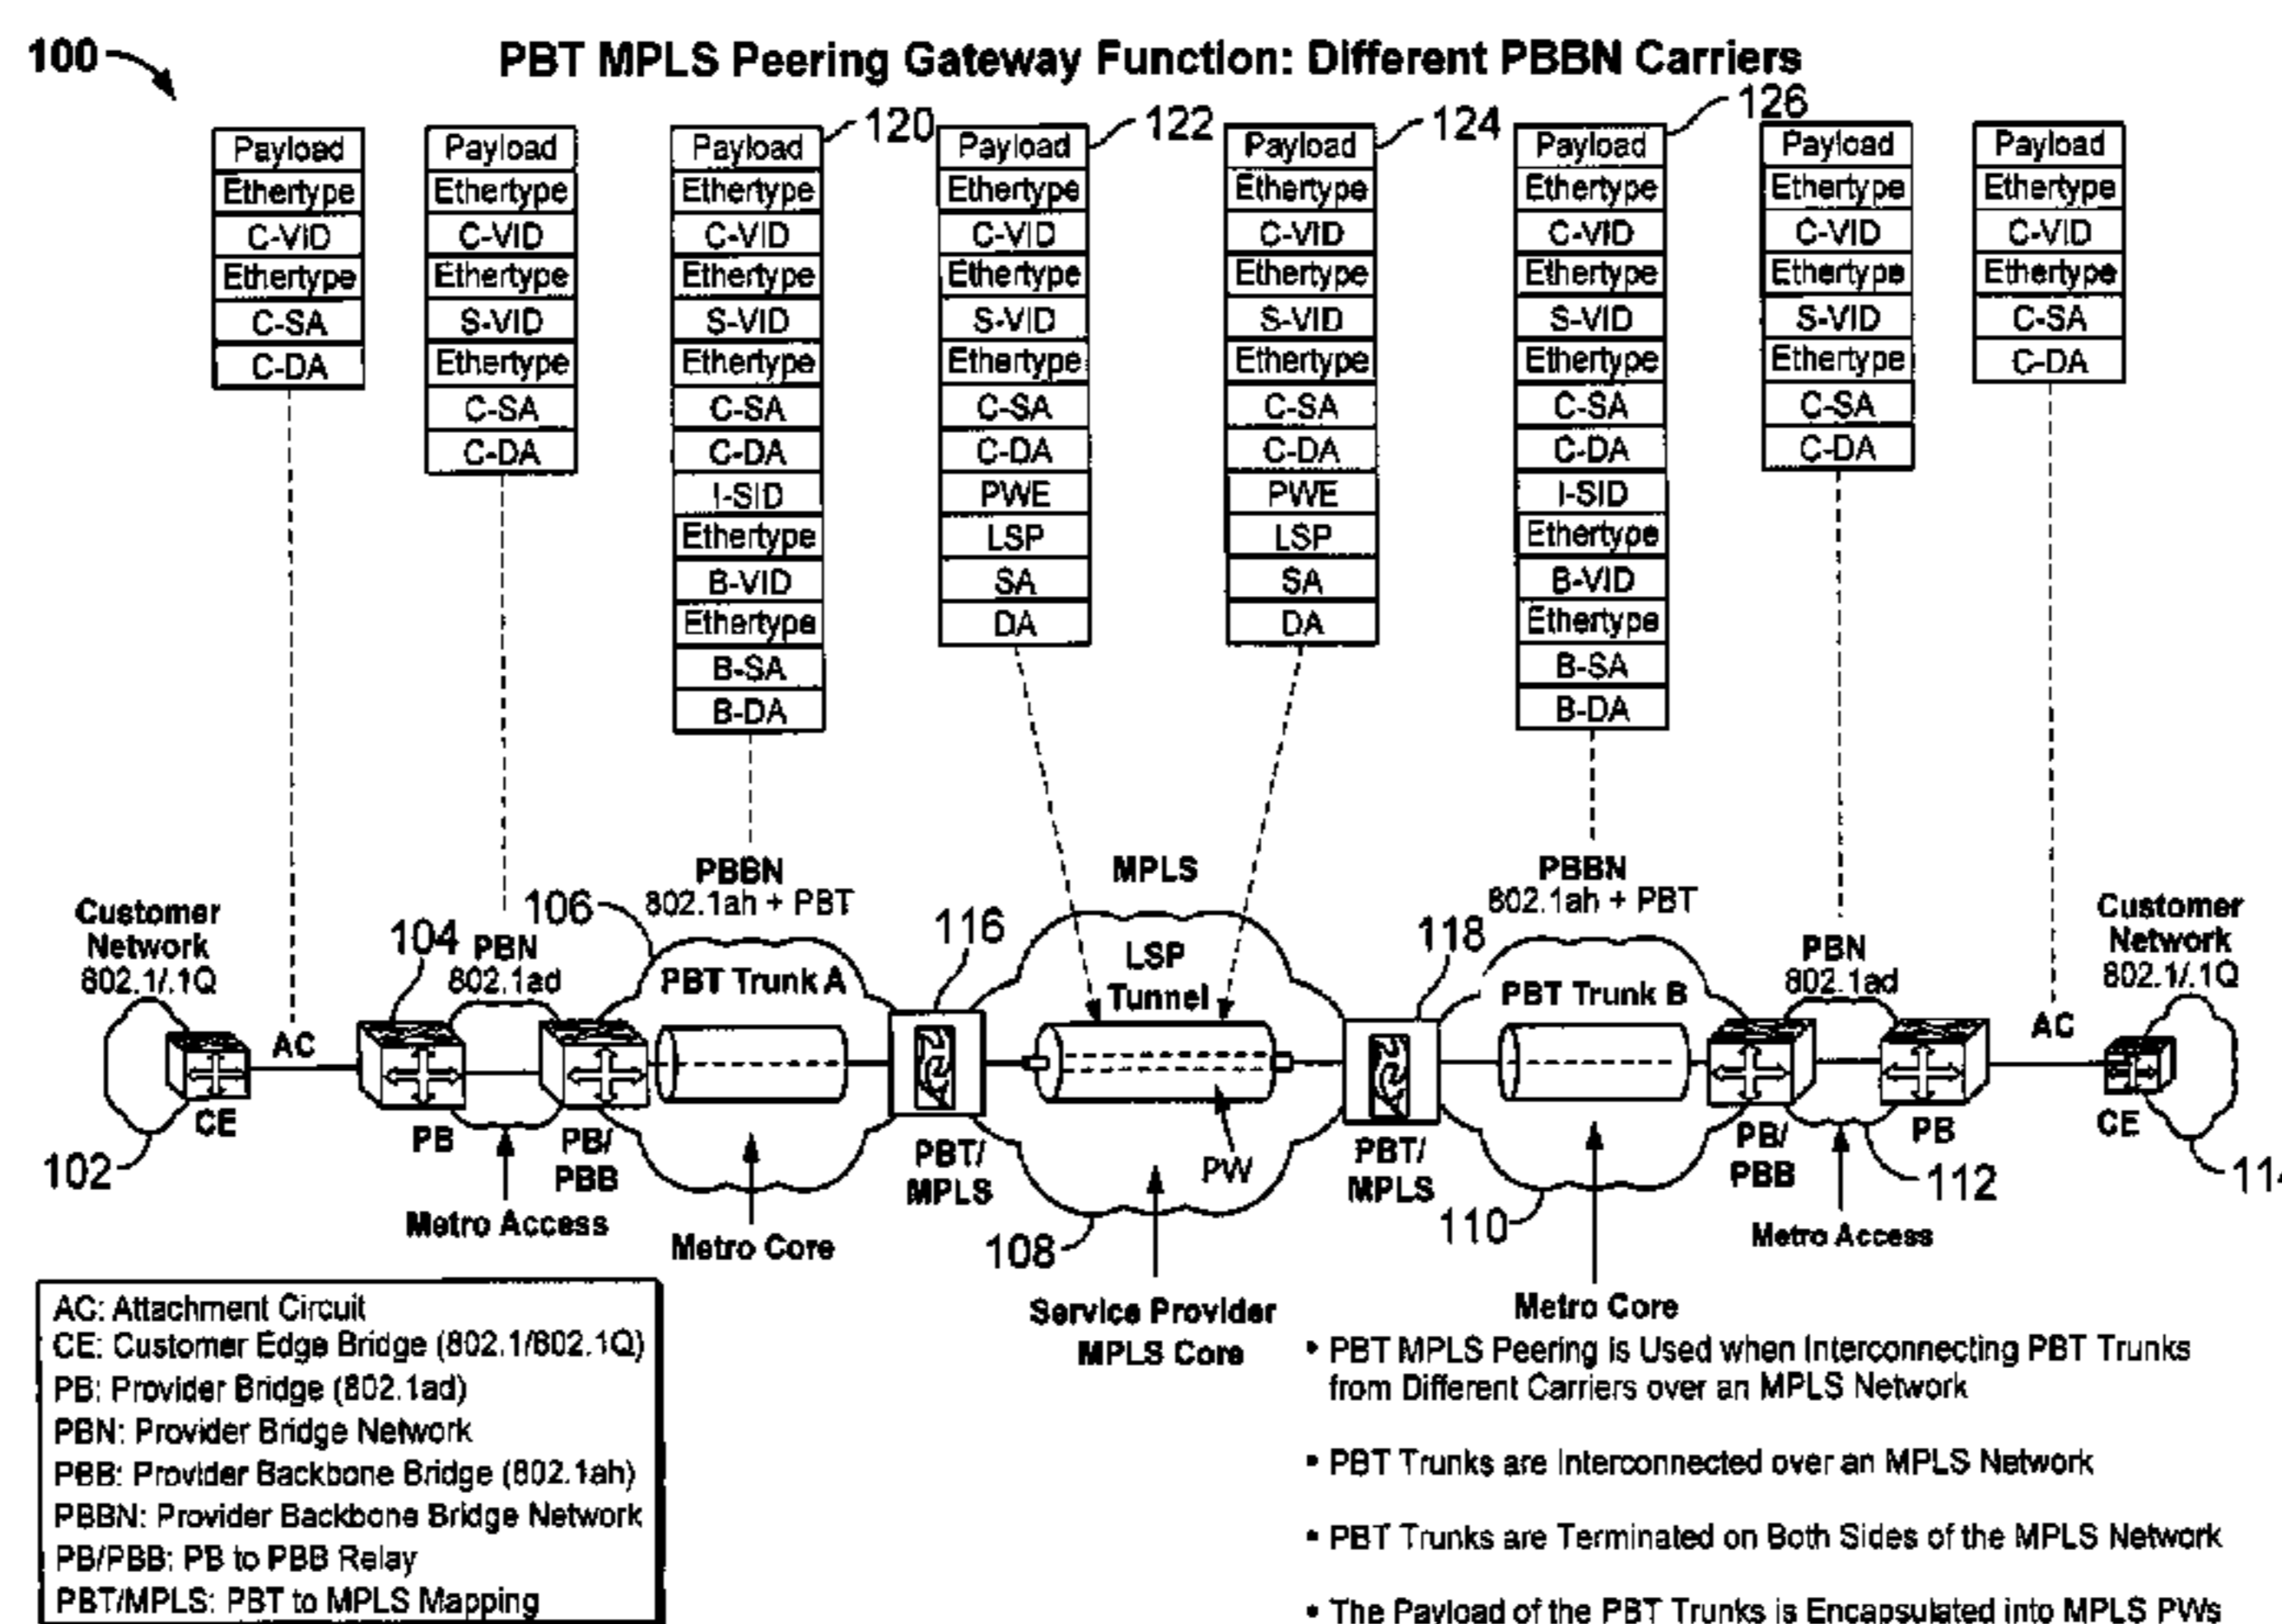 100
PBT MPLS Peering Gateway Function: Different PBBN Carriers
Payload
Ethertype
C-VID
Ethertype
C-SA
C-DA
Payload
Ethertype
C-VID
Ethertype
S-VID
Ethertype
C-SA
C-DA
120
Payload
Ethertype
C-VID
Ethertype
S-VID
Ethertype
C-SA
C-DA
I-SID
Ethertype
B-VID
Ethertype
B-SA
B-DA
122
Payload
Ethertype
C-VID
Ethertype
S-VID
Ethertype
C-SA
C-DA
PWE
LSP
SA
DA
124
Payload
Ethertype
C-VID
Ethertype
S-VID
Ethertype
C-SA
C-DA
PWE
LSP
SA
DA
126
Payload
Ethertype
C-VID
Ethertype
S-VID
Ethertype
C-SA
C-DA
I-SID
Ethertype
B-VID
Ethertype
B-SA
B-DA
Payload
Ethertype
C-VID
Ethertype
S-VID
Ethertype
C-SA
C-DA
Payload
Ethertype
C-VID
Ethertype
C-SA
C-DA
Customer
Network
802.1/.1Q
102
CE
AC
104
PBN
802.1ad
PB
Metro Access
PB/
PBB
106
PBBN
802.1ah + PBT
PBT Trunk A
Metro Core
116
PBT/
MPLS
MPLS
LSP
Tunnel
PW
108
Service Provider
MPLS Core
118
PBT/
MPLS
PBBN
802.1ah + PBT
PBT Trunk B
110
Metro Core
PB/
PBB
PBN
802.1ad
112
Metro Access
PB
AC
Customer
Network
802.1/.1Q
CE
AC: Attachment Circuit
CE: Customer Edge Bridge (802.1/802.1Q)
PB: Provider Bridge (802.1ad)
PBN: Provider Bridge Network
PBB: Provider Backbone Bridge (802.1ah)
PBBN: Provider Backbone Bridge Network
PB/PBB: PB to PBB Relay
PBT/MPLS: PBT to MPLS Mapping
• PBT MPLS Peering is Used when Interconnecting PBT Trunks
from Different Carriers over an MPLS Network
• PBT Trunks are Interconnected over an MPLS Network
• PBT Trunks are Terminated on Both Sides of the MPLS Network
• The Payload of the PBT Trunks is Encapsulated into MPLS PWs